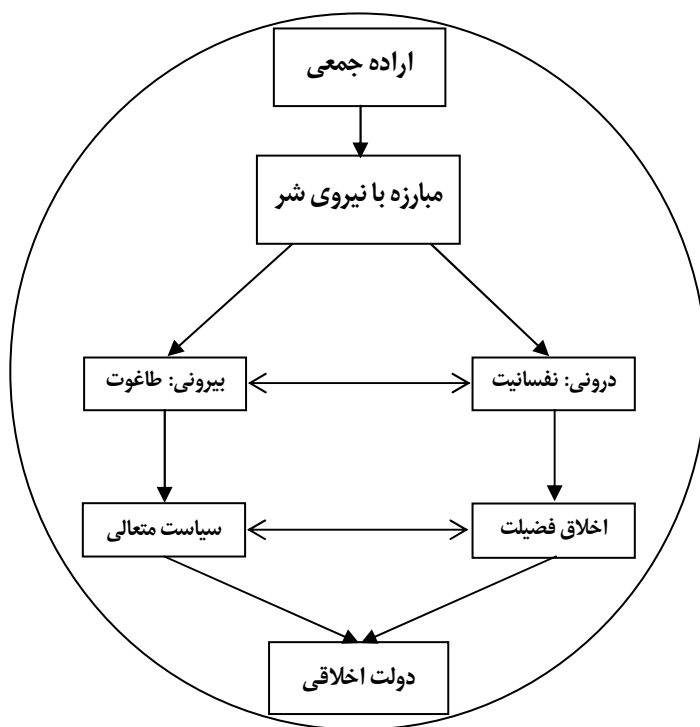 اراده جمعی
مبارزه با نیروی شر
درونی: نفسانیت
بیرونی: طاغوت
اخلاق فضیلت
سیاست متعالی
دولت اخلاقی